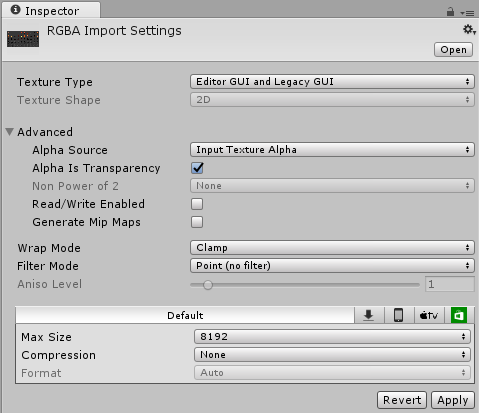 Inspector
RGBA Import Settings
Open
Texture Type Editor GUI and Legacy GUI
Texture Shape 2D
Advanced
Alpha Source Input Texture Alpha
Alpha Is Transparency
Non Power of 2 None
Read/Write Enabled
Generate Mip Maps
Wrap Mode Clamp
Filter Mode Point (no filter)
Aniso Level 1
Default tv
Max Size 8192
Compression None
Format Auto
Revert Apply